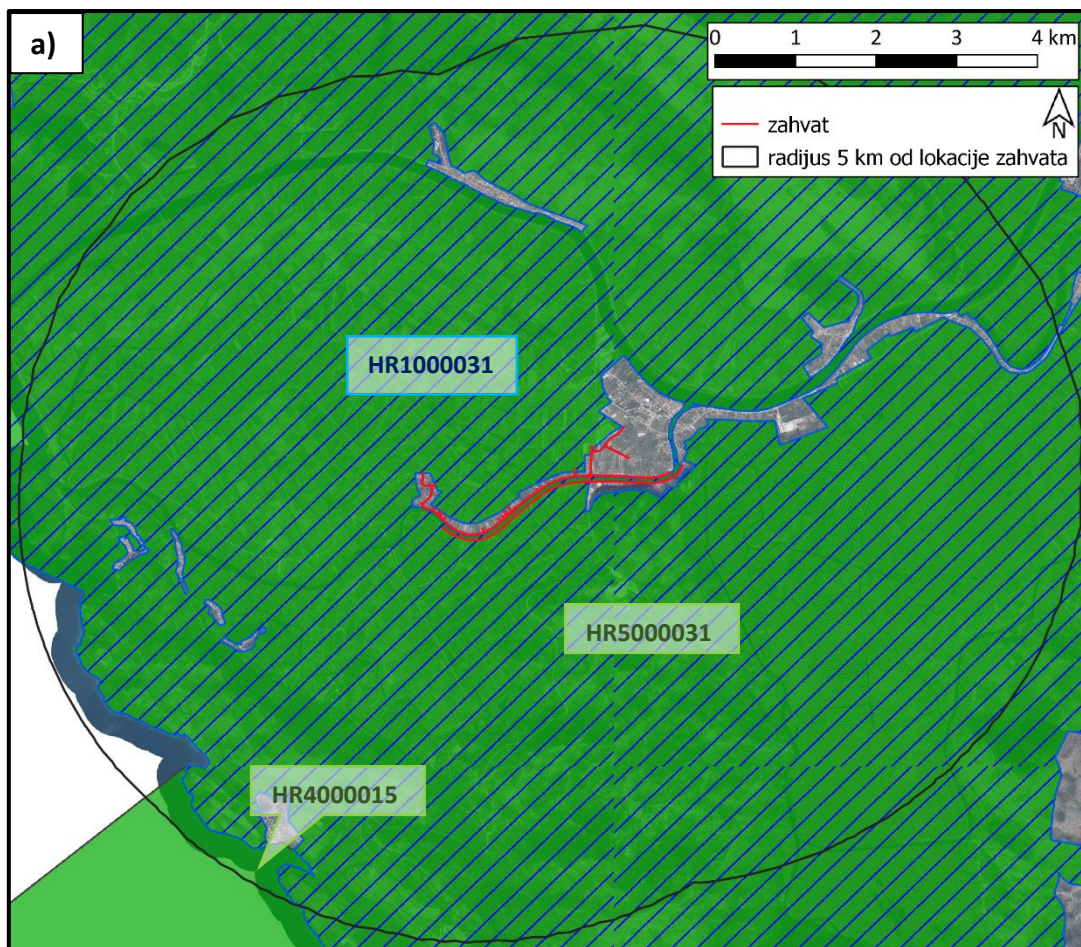 a)
0 1 2 3 4 km
zahvat
radijus 5 km od lokacije zahvata
N
HR1000031
HR5000031
HR4000015